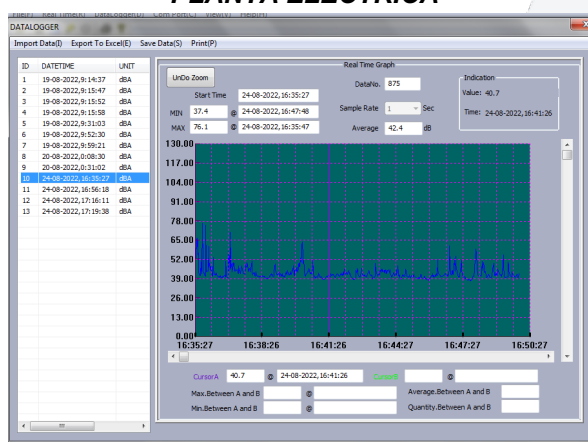 PLANTA ELECTRICA
File(F) Real Time(R) DataLogger(D) Com Port(C) View(V) Help(H)
DATALOGGER
Import Data(I) Export To Excel(E) Save Data(S) Print(P)
ID DATETIME UNIT
1 19-08-2022,9:14:37 dBA
2 19-08-2022,9:15:47 dBA
3 19-08-2022,9:15:52 dBA
4 19-08-2022,9:15:58 dBA
5 19-08-2022,9:31:03 dBA
6 19-08-2022,9:52:30 dBA
7 19-08-2022,9:59:21 dBA
8 20-08-2022,0:08:30 dBA
9 20-08-2022,0:31:02 dBA
10 24-08-2022,16:35:27 dBA
11 24-08-2022,16:56:18 dBA
12 24-08-2022,17:16:11 dBA
13 24-08-2022,17:19:38 dBA
Real Time Graph
UnDo Zoom
DataNo. 875
Start Time 24-08-2022,16:35:27
MIN 37.4 @ 24-08-2022,16:47:48
Sample Rate 1 Sec
MAX 76.1 @ 24-08-2022,16:35:47
Average 42.4 dB
Indication
Value: 40.7
Time: 24-08-2022,16:41:26
130.00
117.00
104.00
91.00
78.00
65.00
52.00
39.00
26.00
13.00
0.00
16:35:27 16:38:26 16:41:26 16:44:27 16:47:27 16:50:27
CursorA 40.7 @ 24-08-2022,16:41:26 CursorB @
Max.Between A and B @ Average.Between A and B
Min.Between A and B @ Quantity.Between A and B